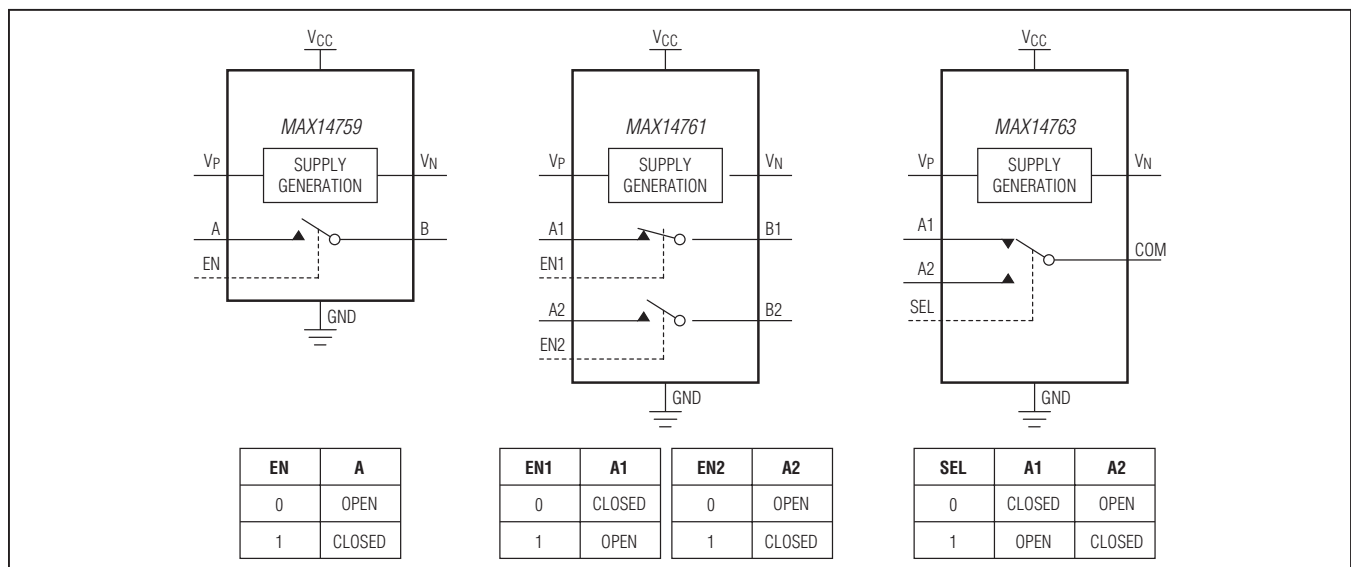 VCC
MAX14759
VP
SUPPLY
GENERATION
VN
A
B
EN
GND
EN A
0 OPEN
1 CLOSED
VCC
MAX14761
VP
SUPPLY
GENERATION
VN
A1
B1
EN1
A2
B2
EN2
GND
EN1 A1
0 CLOSED
1 OPEN
EN2 A2
0 OPEN
1 CLOSED
VCC
MAX14763
VP
SUPPLY
GENERATION
VN
A1
COM
A2
SEL
GND
SEL A1 A2
0 CLOSED OPEN
1 OPEN CLOSED